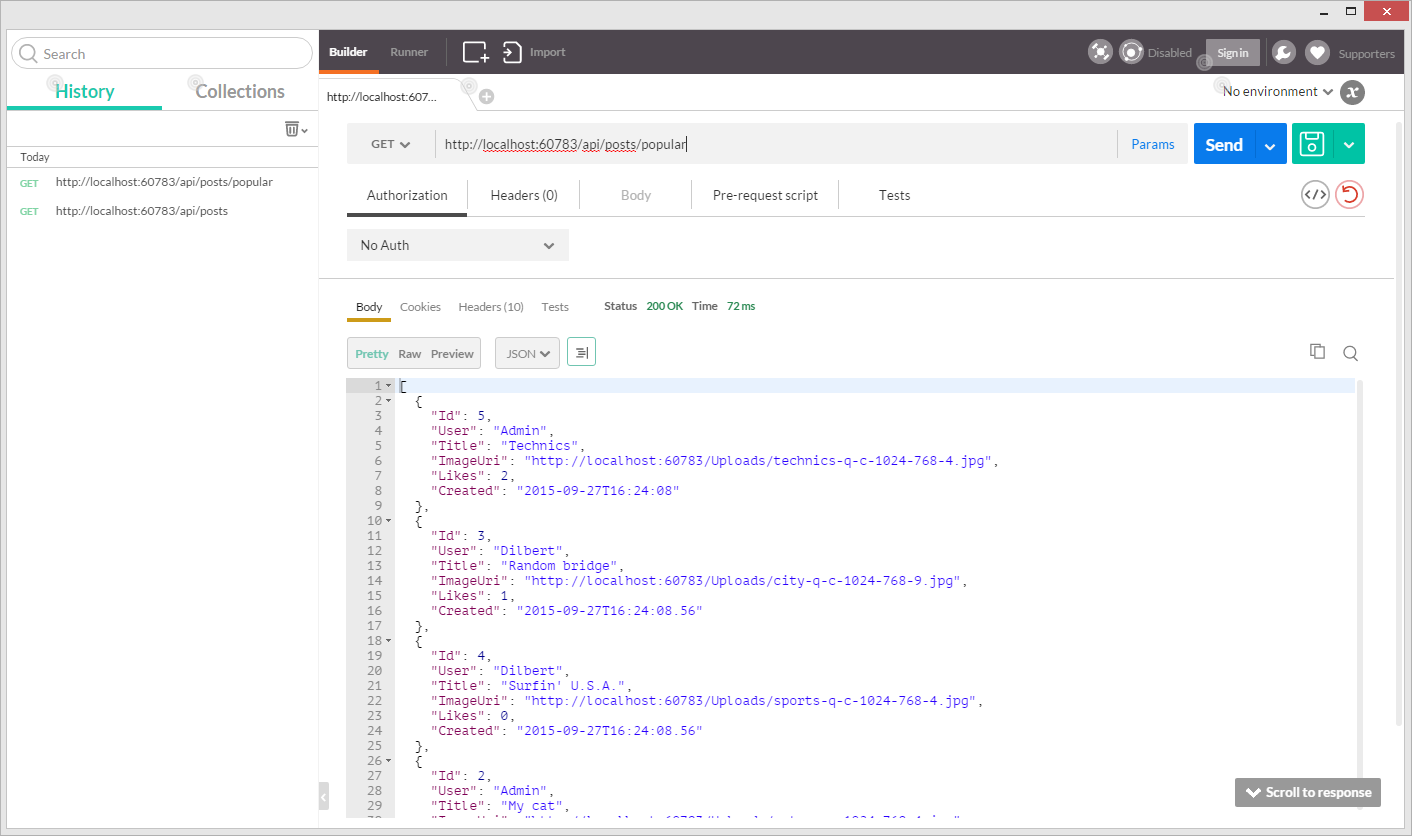 Search
History
Collections
Today
GET http://localhost:60783/api/posts/popular
GET http://localhost:60783/api/posts
Builder Runner Import Disabled Sign in Supporters
http://localhost:607...
No environment
GET http://localhost:60783/api/posts/popular Params Send
Authorization Headers (0) Body Pre-request script Tests
No Auth
Body Cookies Headers (10) Tests Status 200 OK Time 72 ms
Pretty Raw Preview JSON
1 [
2 {
3 "Id": 5,
4 "User": "Admin",
5 "Title": "Technics",
6 "ImageUri": "http://localhost:60783/Uploads/technics-q-c-1024-768-4.jpg",
7 "Likes": 2,
8 "Created": "2015-09-27T16:24:08"
9 },
10 {
11 "Id": 3,
12 "User": "Dilbert",
13 "Title": "Random bridge",
14 "ImageUri": "http://localhost:60783/Uploads/city-q-c-1024-768-9.jpg",
15 "Likes": 1,
16 "Created": "2015-09-27T16:24:08.56"
17 },
18 {
19 "Id": 4,
20 "User": "Dilbert",
21 "Title": "Surfin' U.S.A.",
22 "ImageUri": "http://localhost:60783/Uploads/sports-q-c-1024-768-4.jpg",
23 "Likes": 0,
24 "Created": "2015-09-27T16:24:08.56"
25 },
26 {
27 "Id": 2,
28 "User": "Admin",
29 "Title": "My cat",
Scroll to response